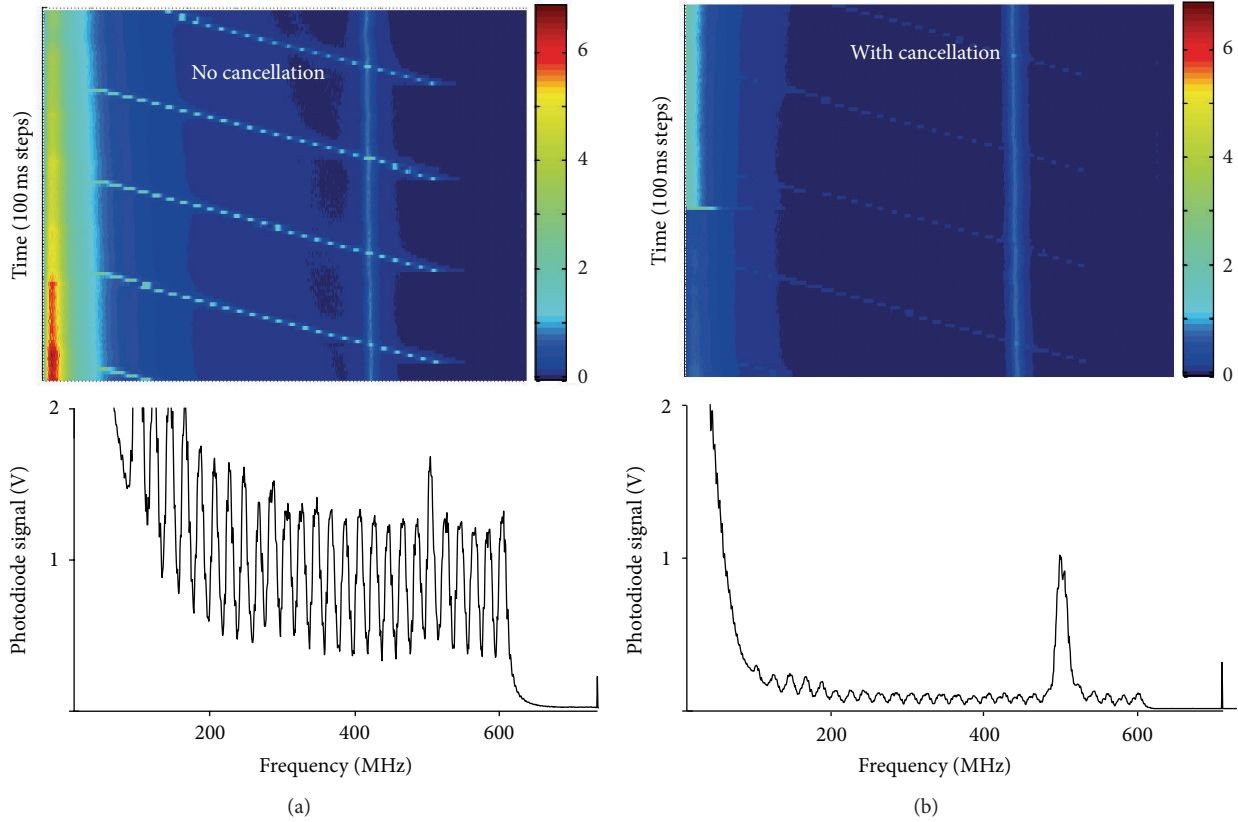 No cancellation
Time (100 ms steps)
6
4
2
0
With cancellation
Time (100 ms steps)
6
4
2
0
2
1
Photodiode signal (V)
200
400
600
Frequency (MHz)
(a)
2
1
Photodiode signal (V)
200
400
600
Frequency (MHz)
(b)